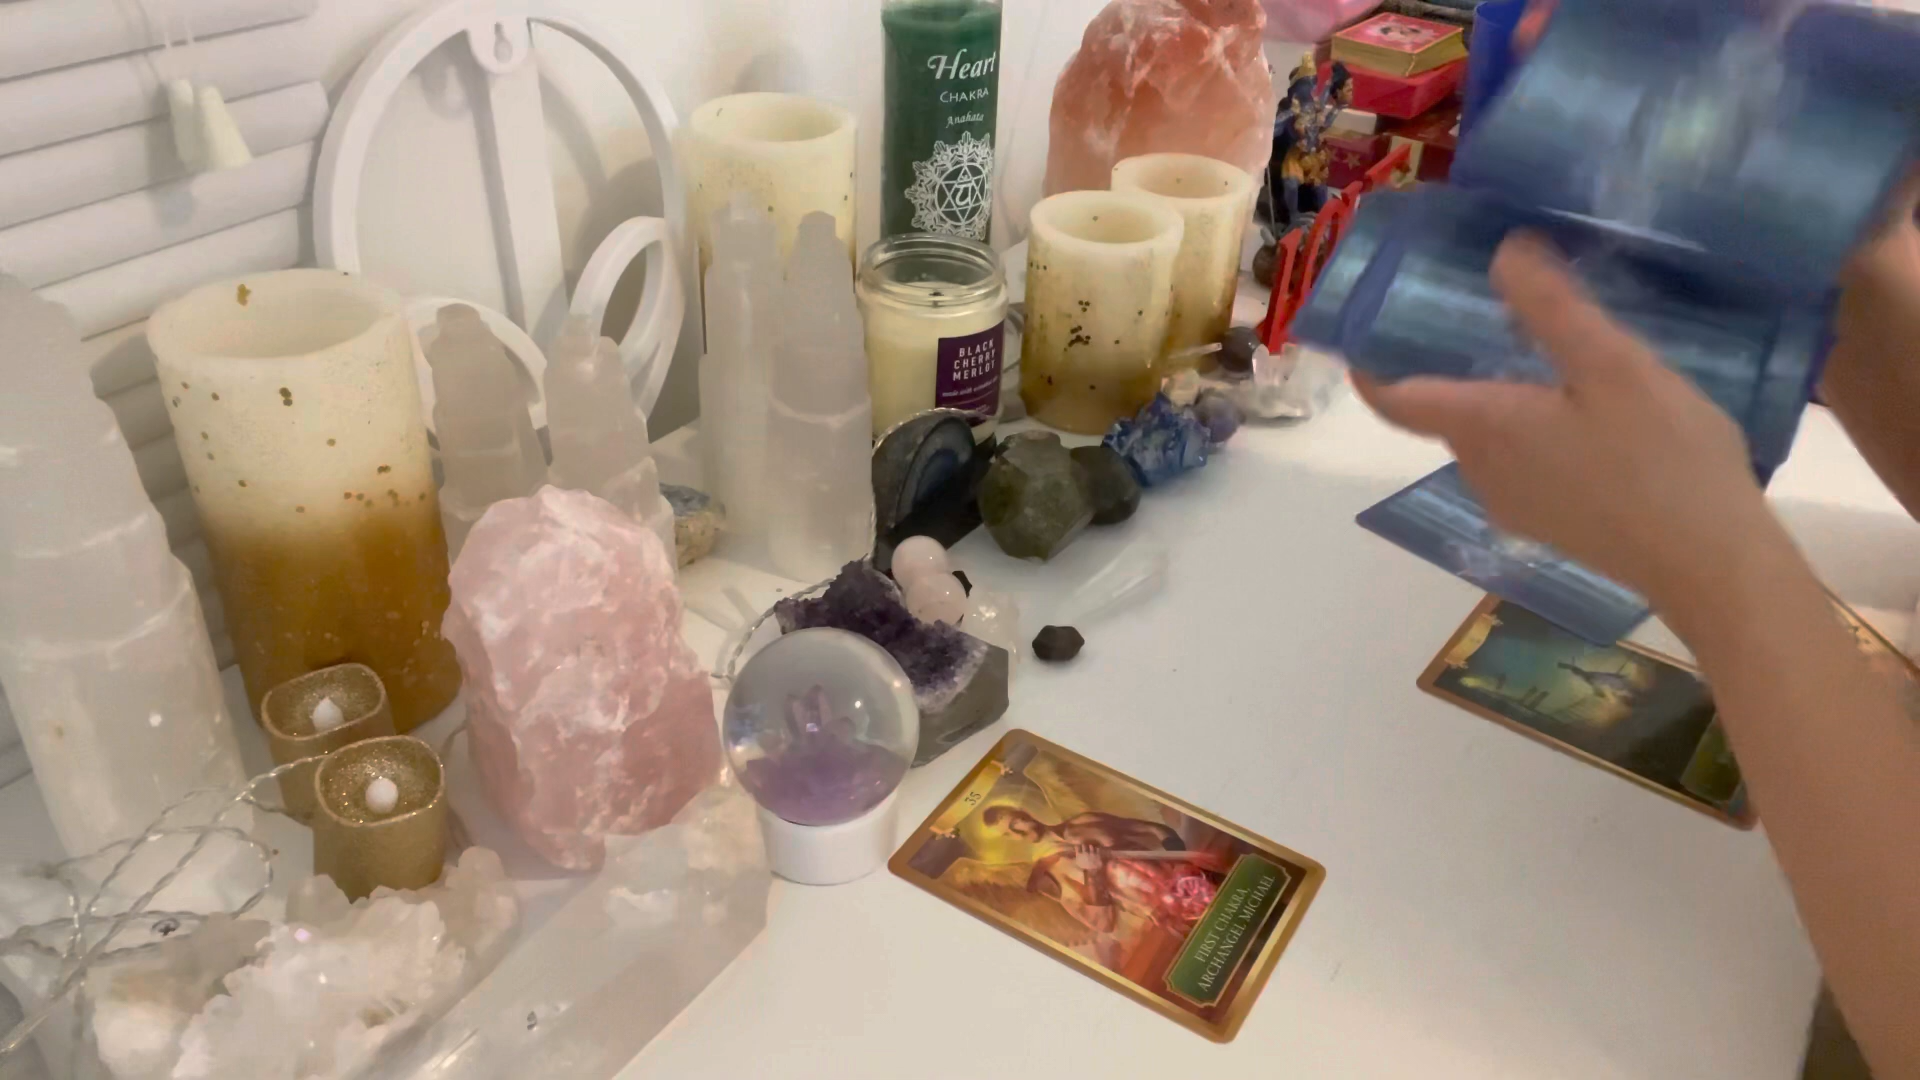 Heart
CHAKRA
Anahata
BLACK
CHERRY
MERLOT
35
FIRST CHAKRA,
ARCHANGEL MICHAEL